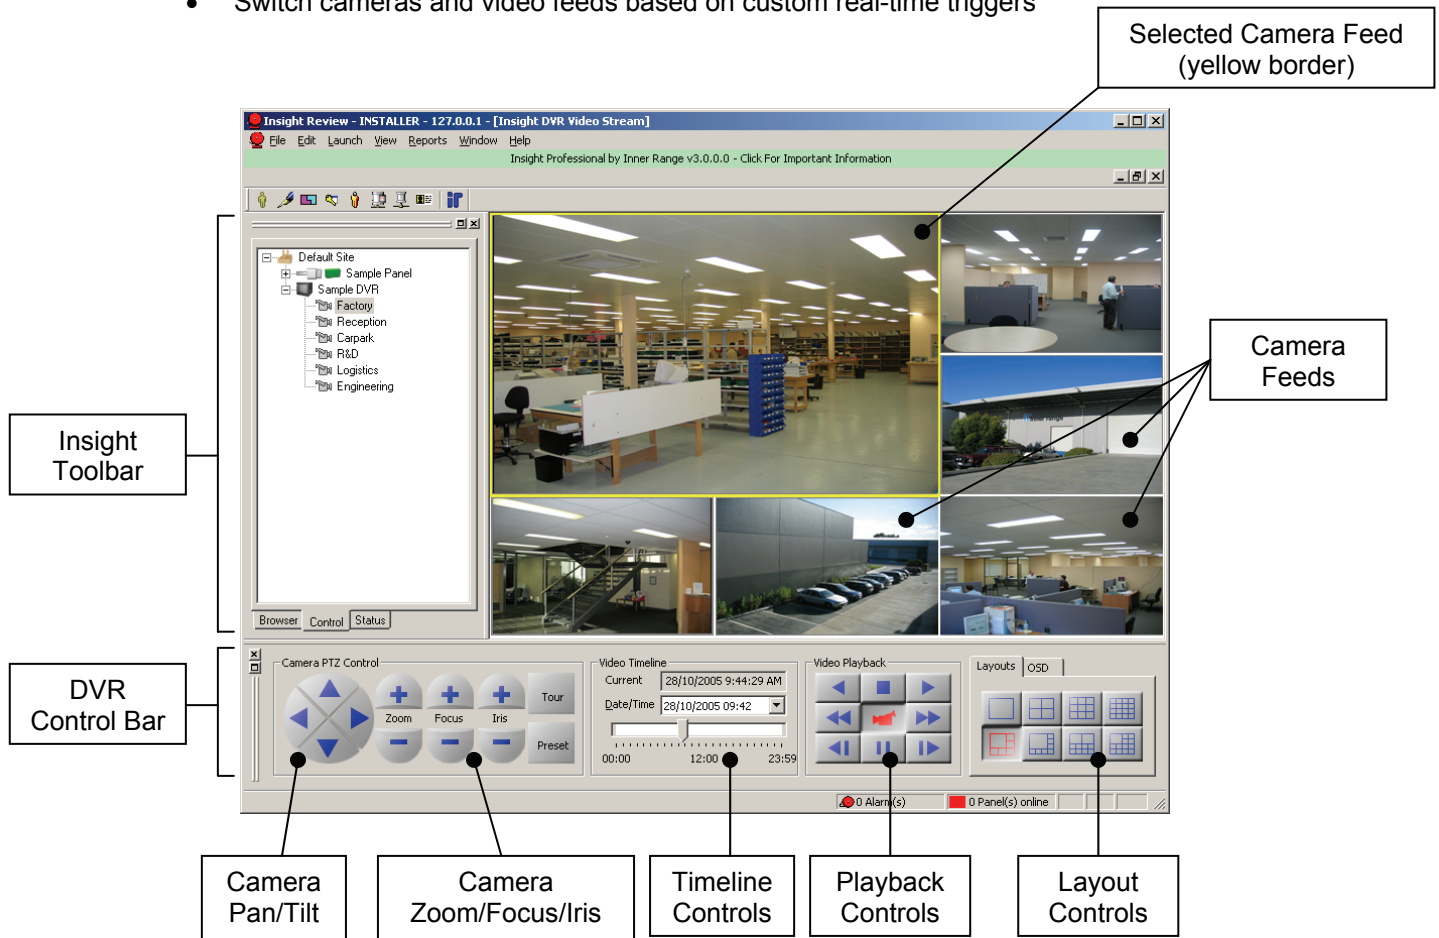 • Switch cameras and video feeds based on custom real-time triggers
Selected Camera Feed
(yellow border)
Insight Review - INSTALLER - 127.0.0.1 - [Insight DVR Video Stream]
File Edit Launch View Reports Window Help
Insight Professional by Inner Range v3.0.0.0 - Click For Important Information
Default Site
Sample Panel
Sample DVR
Factory
Reception
Carpark
R&D
Logistics
Engineering
Browser Control Status
inner range
Camera
Feeds
Insight
Toolbar
DVR
Control Bar
Camera PTZ Control
Zoom Focus Iris
Tour
Preset
Video Timeline
Current 28/10/2005 9:44:29 AM
Date/Time 28/10/2005 09:42
00:00 12:00 23:59
Video Playback
Layouts OSD
0 Alarm(s) 0 Panel(s) online
Camera
Pan/Tilt
Camera
Zoom/Focus/Iris
Timeline
Controls
Playback
Controls
Layout
Controls